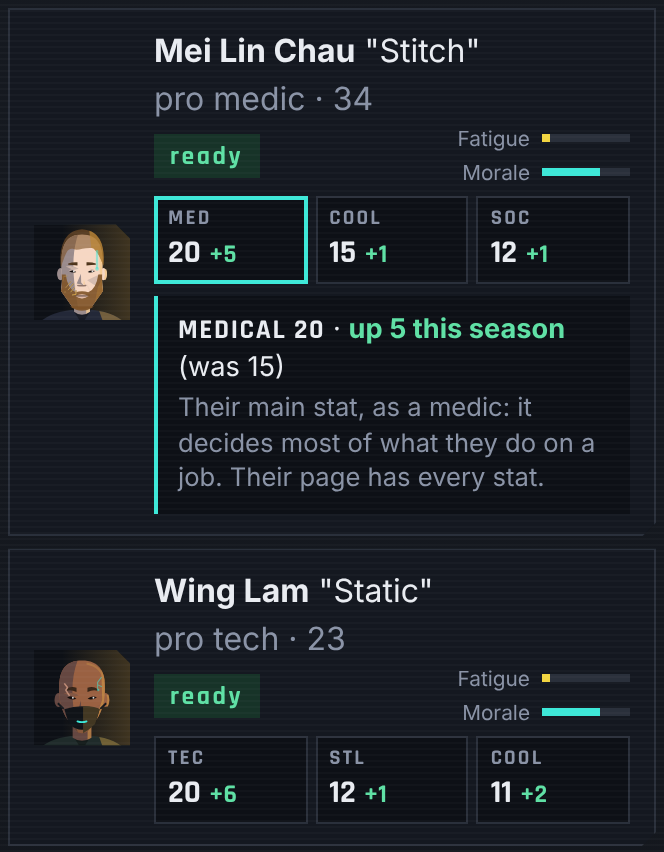 Mei Lin Chau "Stitch"
pro medic · 34
ready
Fatigue
Morale
MED
20 +5
COOL
15 +1
SOC
12 +1
MEDICAL 20 · up 5 this season
(was 15)
Their main stat, as a medic: it
decides most of what they do on a
job. Their page has every stat.
Wing Lam "Static"
pro tech · 23
ready
Fatigue
Morale
TEC
20 +6
STL
12 +1
COOL
11 +2